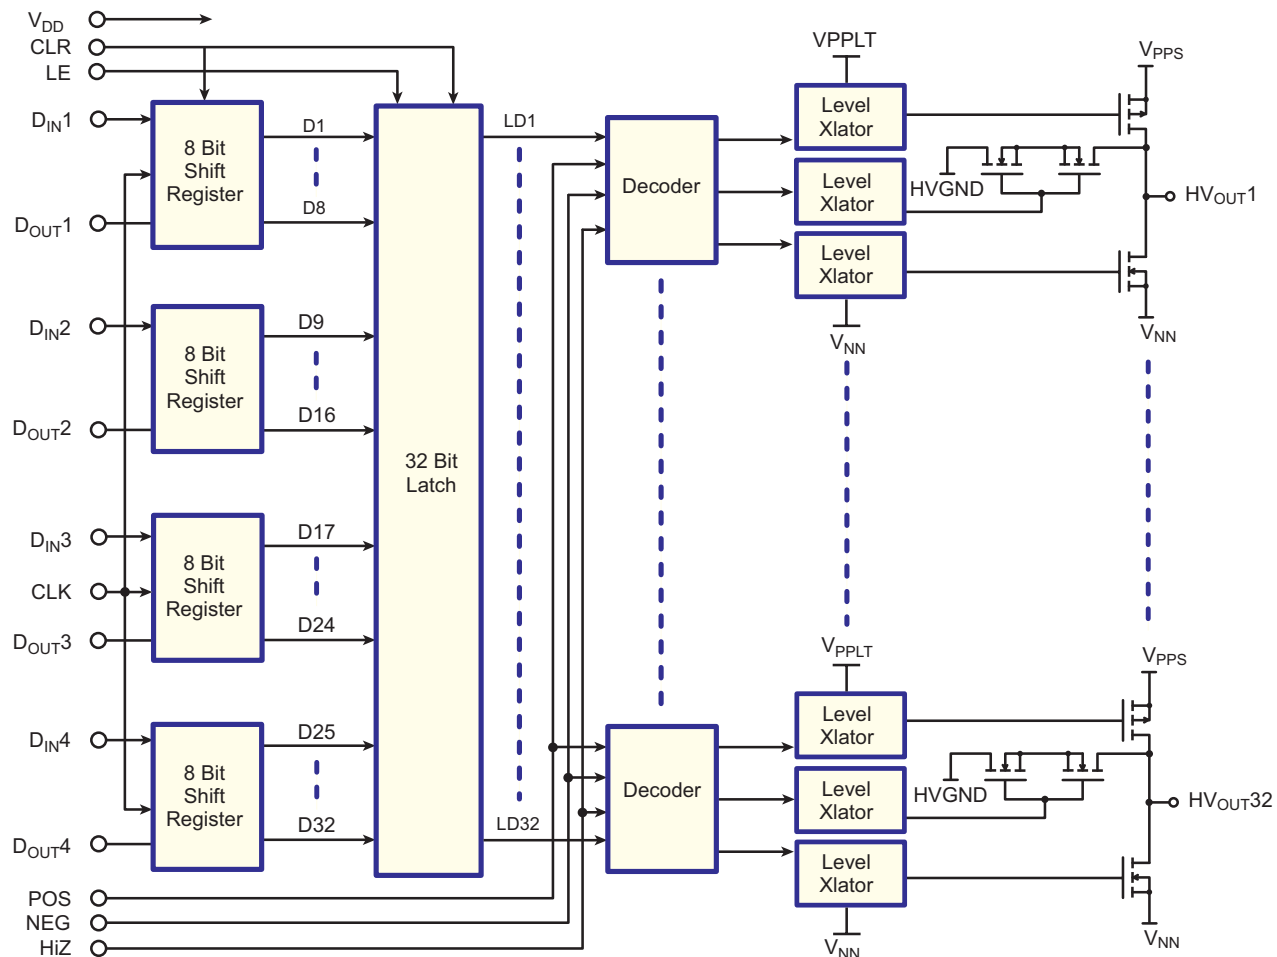 VDD
CLR
LE
DIN1
DOUT1
DIN2
DOUT2
DIN3
CLK
DOUT3
DIN4
DOUT4
POS
NEG
HiZ
8 Bit
Shift
Register
8 Bit
Shift
Register
8 Bit
Shift
Register
8 Bit
Shift
Register
D1
D8
D9
D16
D17
D24
D25
D32
32 Bit
Latch
LD1
LD32
Decoder
Decoder
VPPLT
Level
Xlator
Level
Xlator
Level
Xlator
VNN
VPPS
HVGND
HVOUT1
VNN
VPPLT
Level
Xlator
Level
Xlator
Level
Xlator
VNN
VPPS
HVGND
HVOUT32
VNN